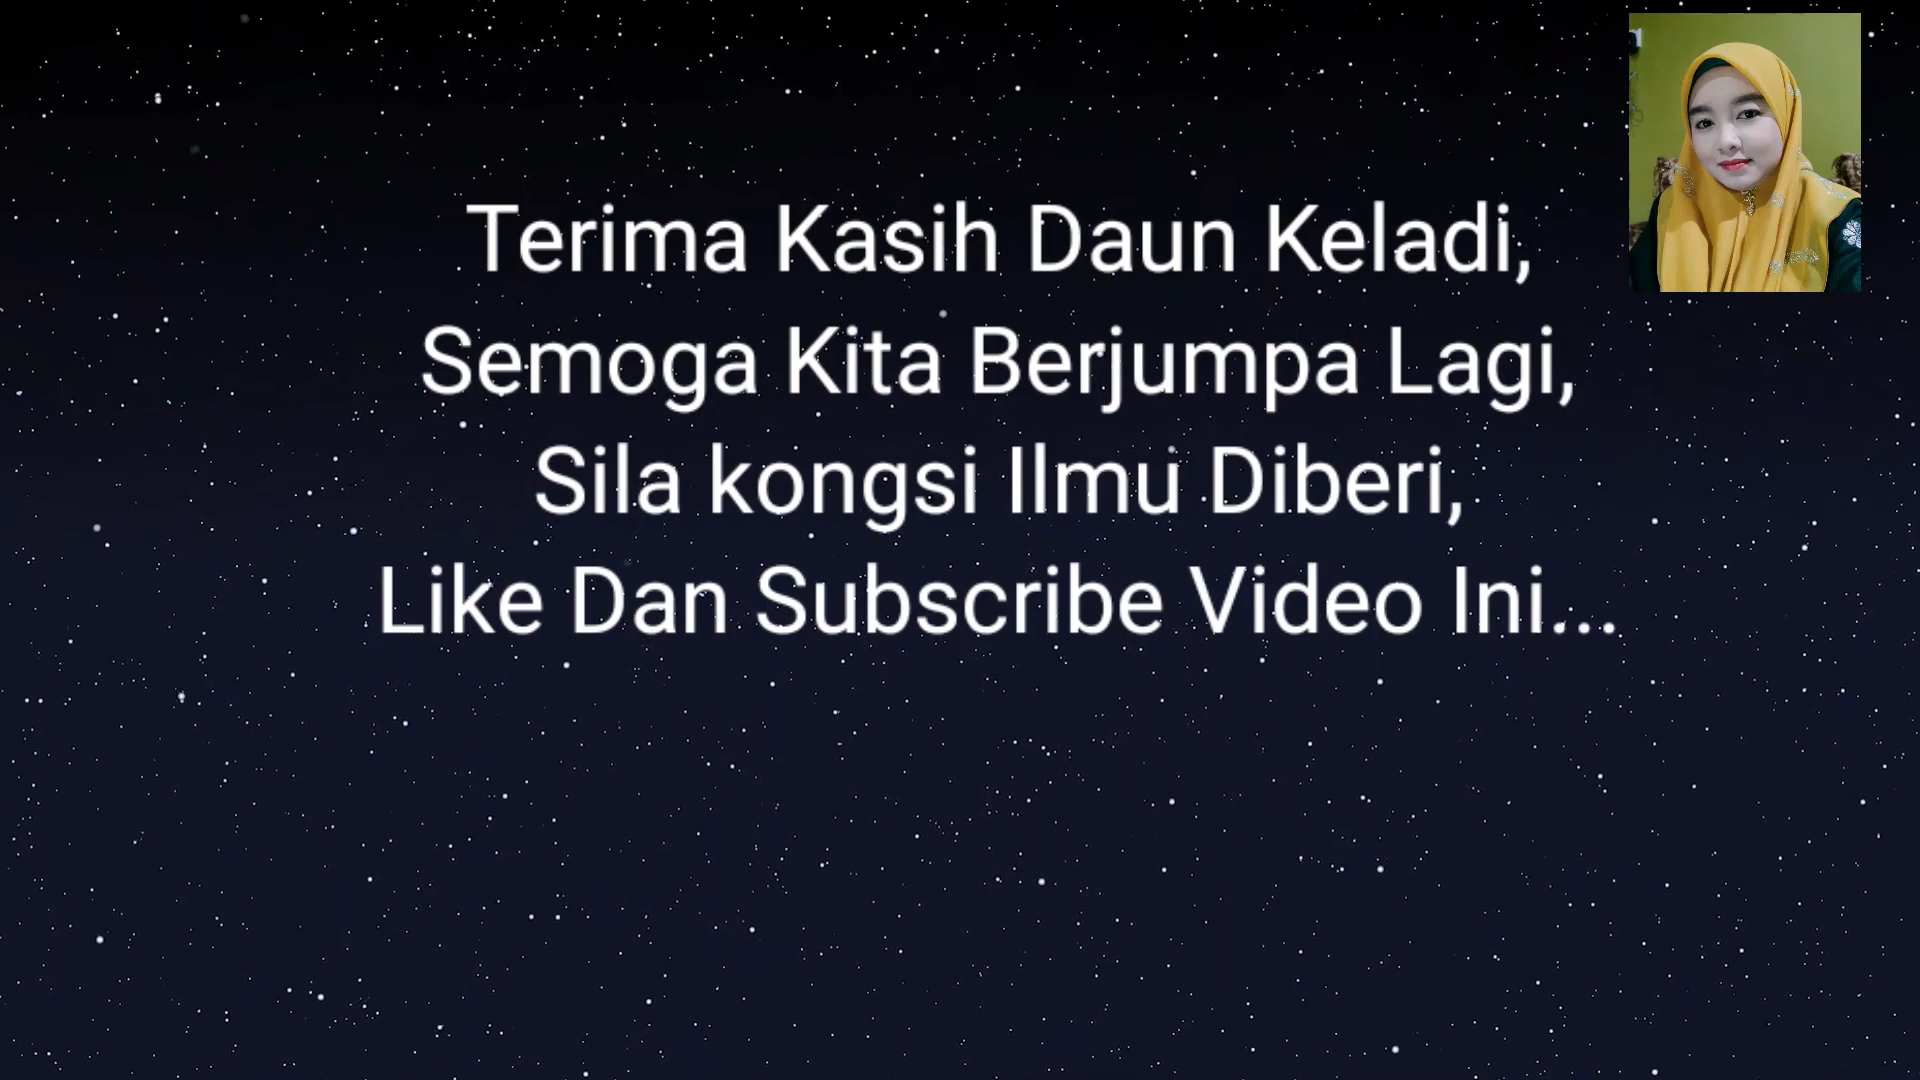 Terima Kasih Daun Keladi,
Semoga Kita Berjumpa Lagi,
Sila kongsi Ilmu Diberi,
Like Dan Subscribe Video Ini...